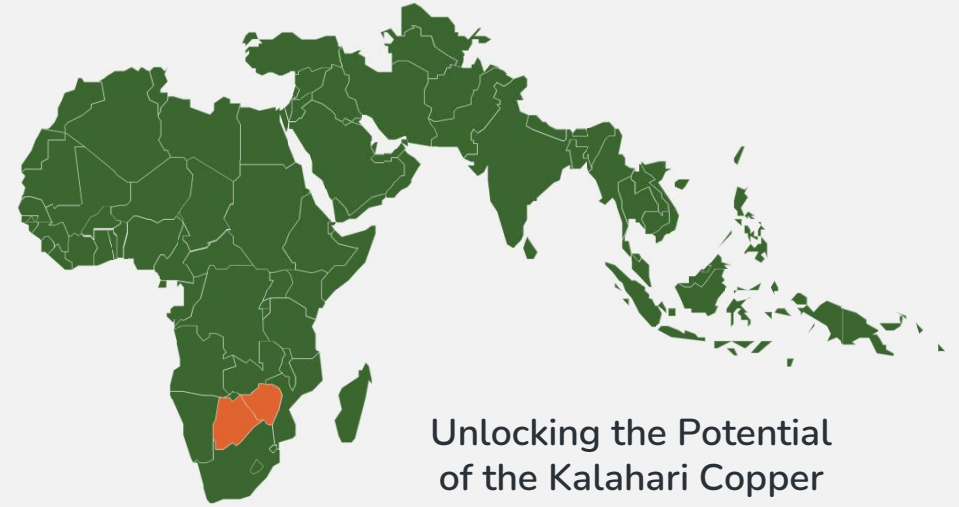 Unlocking the Potential
of the Kalahari Copper